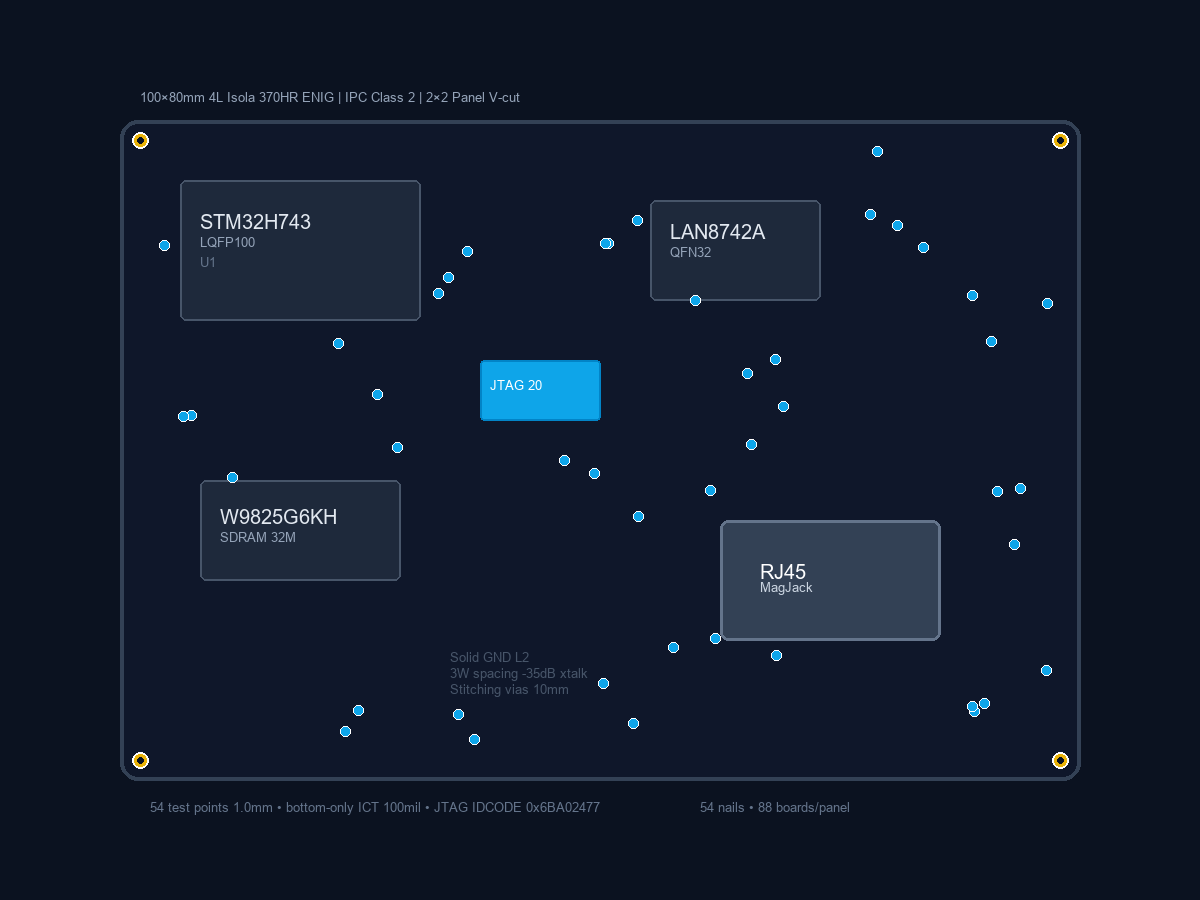 100×80mm 4L Isola 370HR ENIG | IPC Class 2 | 2×2 Panel V-cut
STM32H743
LQFP100
U1
LAN8742A
QFN32
JTAG 20
W9825G6KH
SDRAM 32M
RJ45
MagJack
Solid GND L2
3W spacing -35dB xtalk
Stitching vias 10mm
54 test points 1.0mm • bottom-only ICT 100mil • JTAG IDCODE 0x6BA02477
54 nails • 88 boards/panel